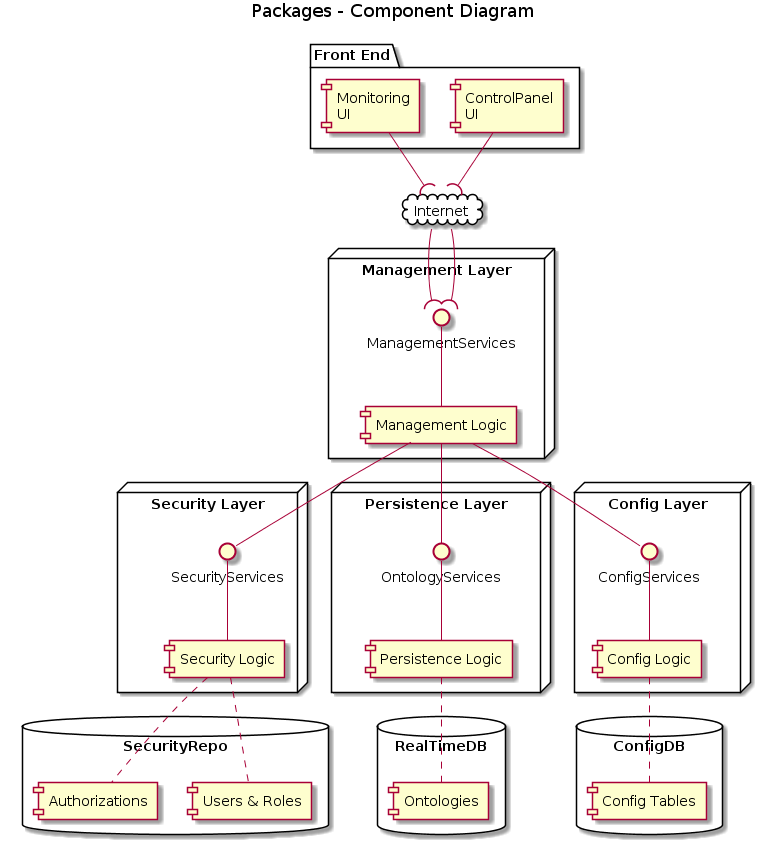 Packages - Component Diagram
Front End
Monitoring
UI
ControlPanel
UI
Internet
Management Layer
ManagementServices
Management Logic
Security Layer
Persistence Layer
Config Layer
SecurityServices
OntologyServices
ConfigServices
Security Logic
Persistence Logic
Config Logic
SecurityRepo
RealTimeDB
ConfigDB
Authorizations
Users & Roles
Ontologies
Config Tables